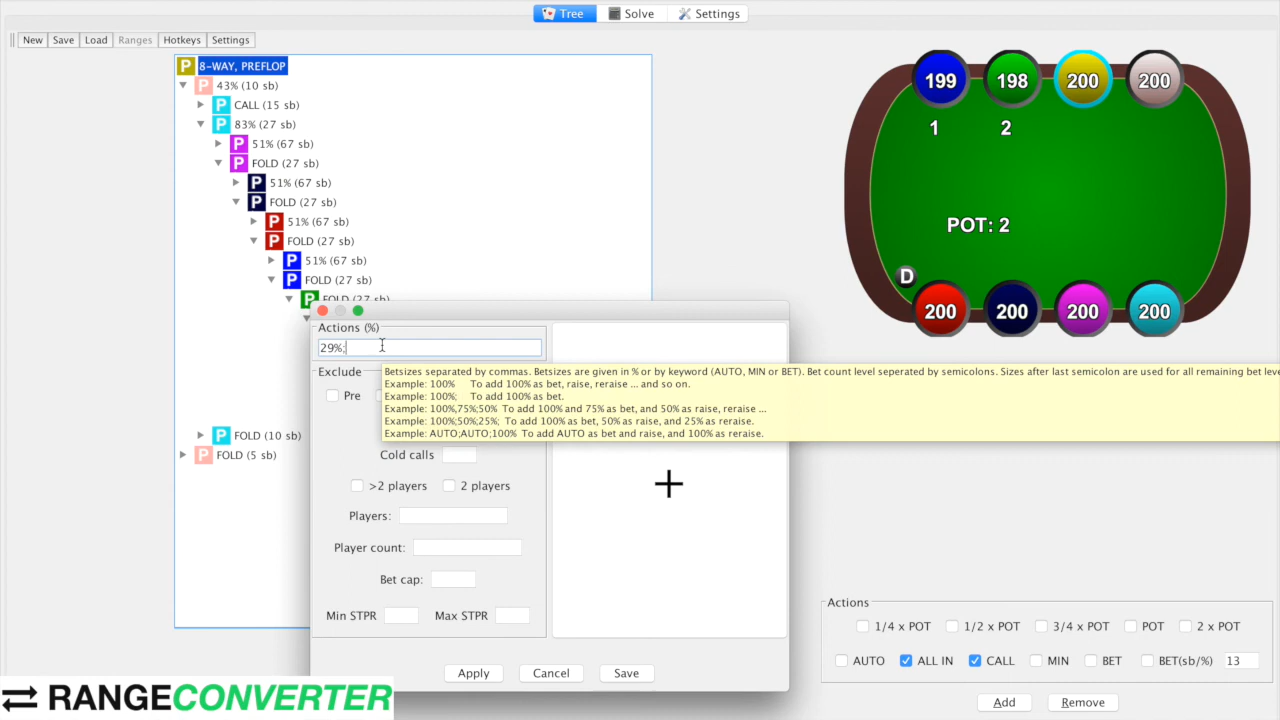 Tree
Solve
Settings
New
Save
Load
Ranges
Hotkeys
Settings
P 8-WAY, PREFLOP
P 43% (10 sb)
P CALL (15 sb)
P 83% (27 sb)
P 51% (67 sb)
P FOLD (27 sb)
P 51% (67 sb)
P FOLD (27 sb)
P 51% (67 sb)
P FOLD (27 sb)
P 51% (67 sb)
P FOLD (27 sb)
P FOLD (27 sb)
P FOLD (10 sb)
P FOLD (5 sb)
199
198
200
200
1
2
POT: 2
D
200
200
200
200
Actions (%)
29%;
Exclude
Pre
Betsizes separated by commas. Betsizes are given in % or by keyword (AUTO, MIN or BET). Bet count level seperated by semicolons. Sizes after last semicolon are used for all remaining bet leve
Example: 100% To add 100% as bet, raise, reraise ... and so on.
Example: 100%; To add 100% as bet.
Example: 100%,75%;50% To add 100% and 75% as bet, and 50% as raise, reraise ...
Example: 100%;50%;25%; To add 100% as bet, 50% as raise, and 25% as reraise.
Example: AUTO;AUTO;100% To add AUTO as bet and raise, and 100% as reraise.
Cold calls
>2 players
2 players
Players:
Player count:
Bet cap:
Min STPR
Max STPR
Apply
Cancel
Save
Actions
1/4 x POT
1/2 x POT
3/4 x POT
POT
2 x POT
AUTO
ALL IN
CALL
MIN
BET
BET(sb/%)
13
Add
Remove
RANGECONVERTER